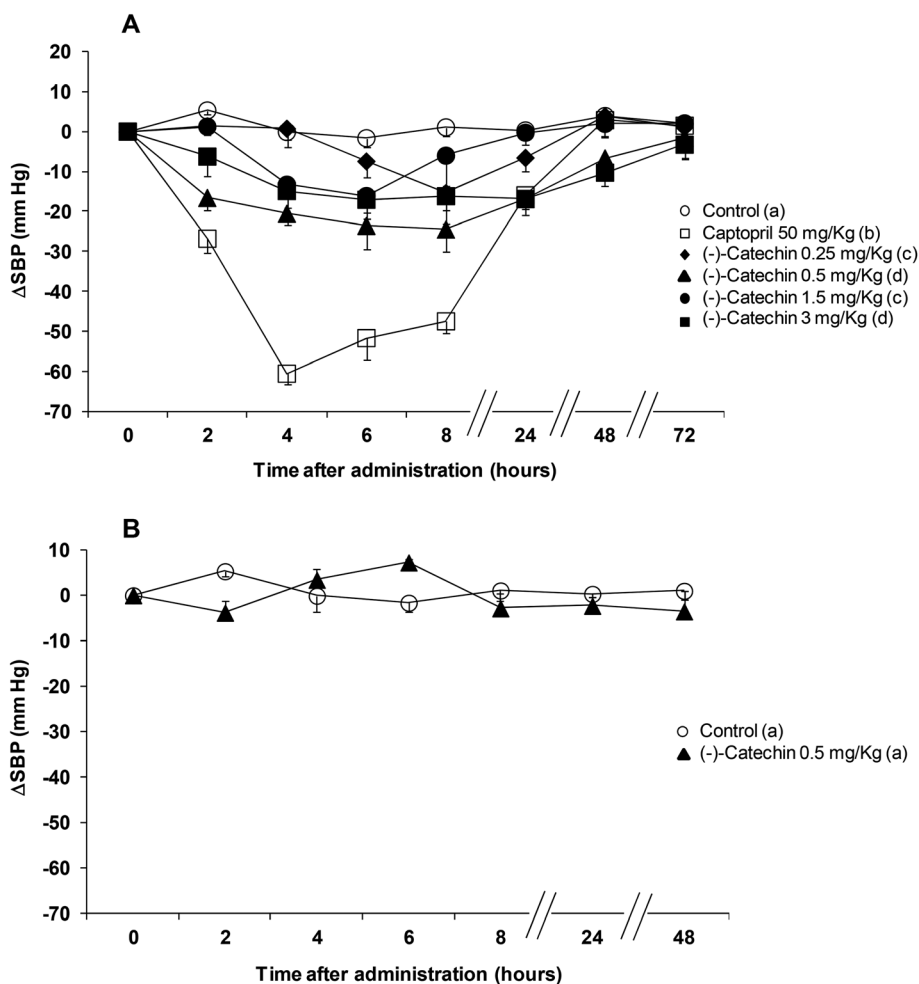 A
20
10
0
-10
-20
-30
-40
-50
-60
-70
ΔSBP (mm Hg)
0 2 4 6 8 24 48 72
Time after administration (hours)
Control (a)
Captopril 50 mg/Kg (b)
(-)-Catechin 0.25 mg/Kg (c)
(-)-Catechin 0.5 mg/Kg (d)
(-)-Catechin 1.5 mg/Kg (c)
(-)-Catechin 3 mg/Kg (d)
B
10
0
-10
-20
-30
-40
-50
-60
-70
ΔSBP (mm Hg)
0 2 4 6 8 24 48
Time after administration (hours)
Control (a)
(-)-Catechin 0.5 mg/Kg (a)